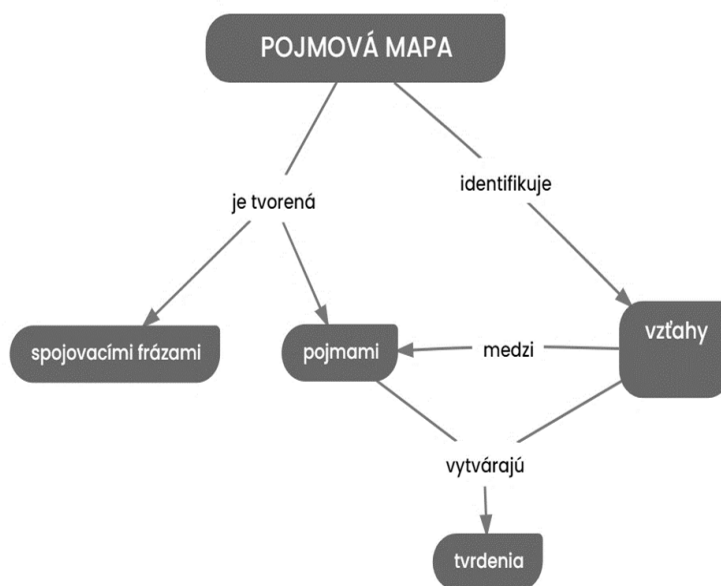 POJMOVÁ MAPA
identifikuje
je tvorená
spojovacími frázami
pojmami
medzi
vzťahy
vytvárajú
tvrdenia